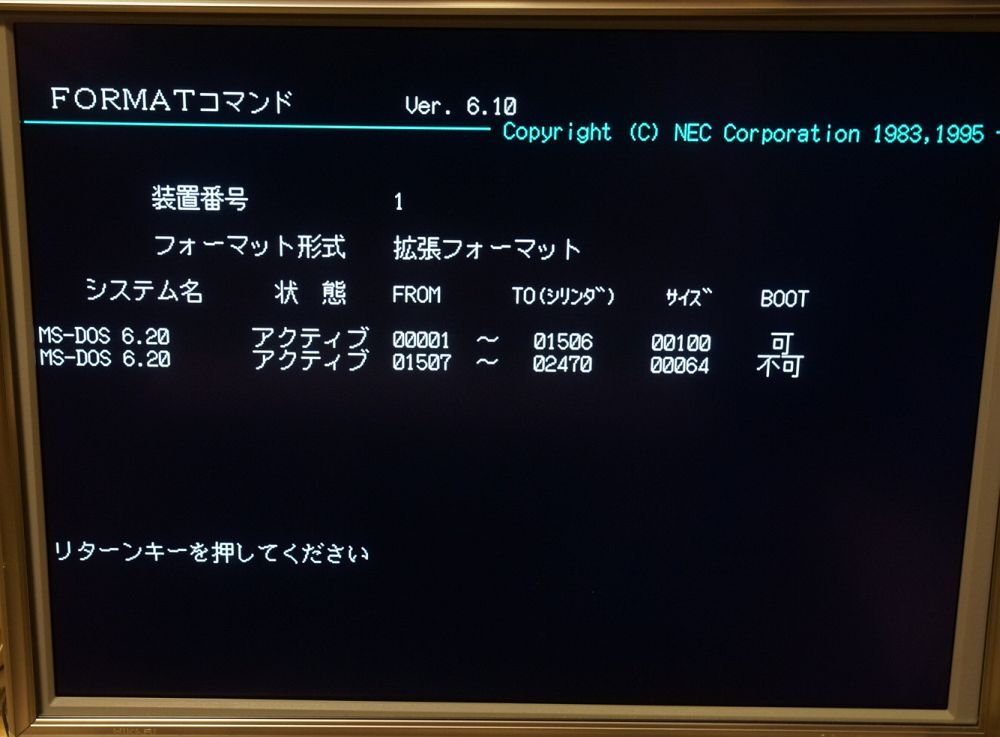 FORMATコマンド Ver. 6.10
Copyright (C) NEC Corporation 1983,1995
装置番号 1
フォーマット形式 拡張フォーマット
システム名 状 態 FROM TO(ｼﾘﾝﾀﾞ) ｻｲｽﾞ BOOT
MS-DOS 6.20 アクティブ 00001 ～ 01506 00100 可
MS-DOS 6.20 アクティブ 01507 ～ 02470 00064 不可
リターンキーを押してください